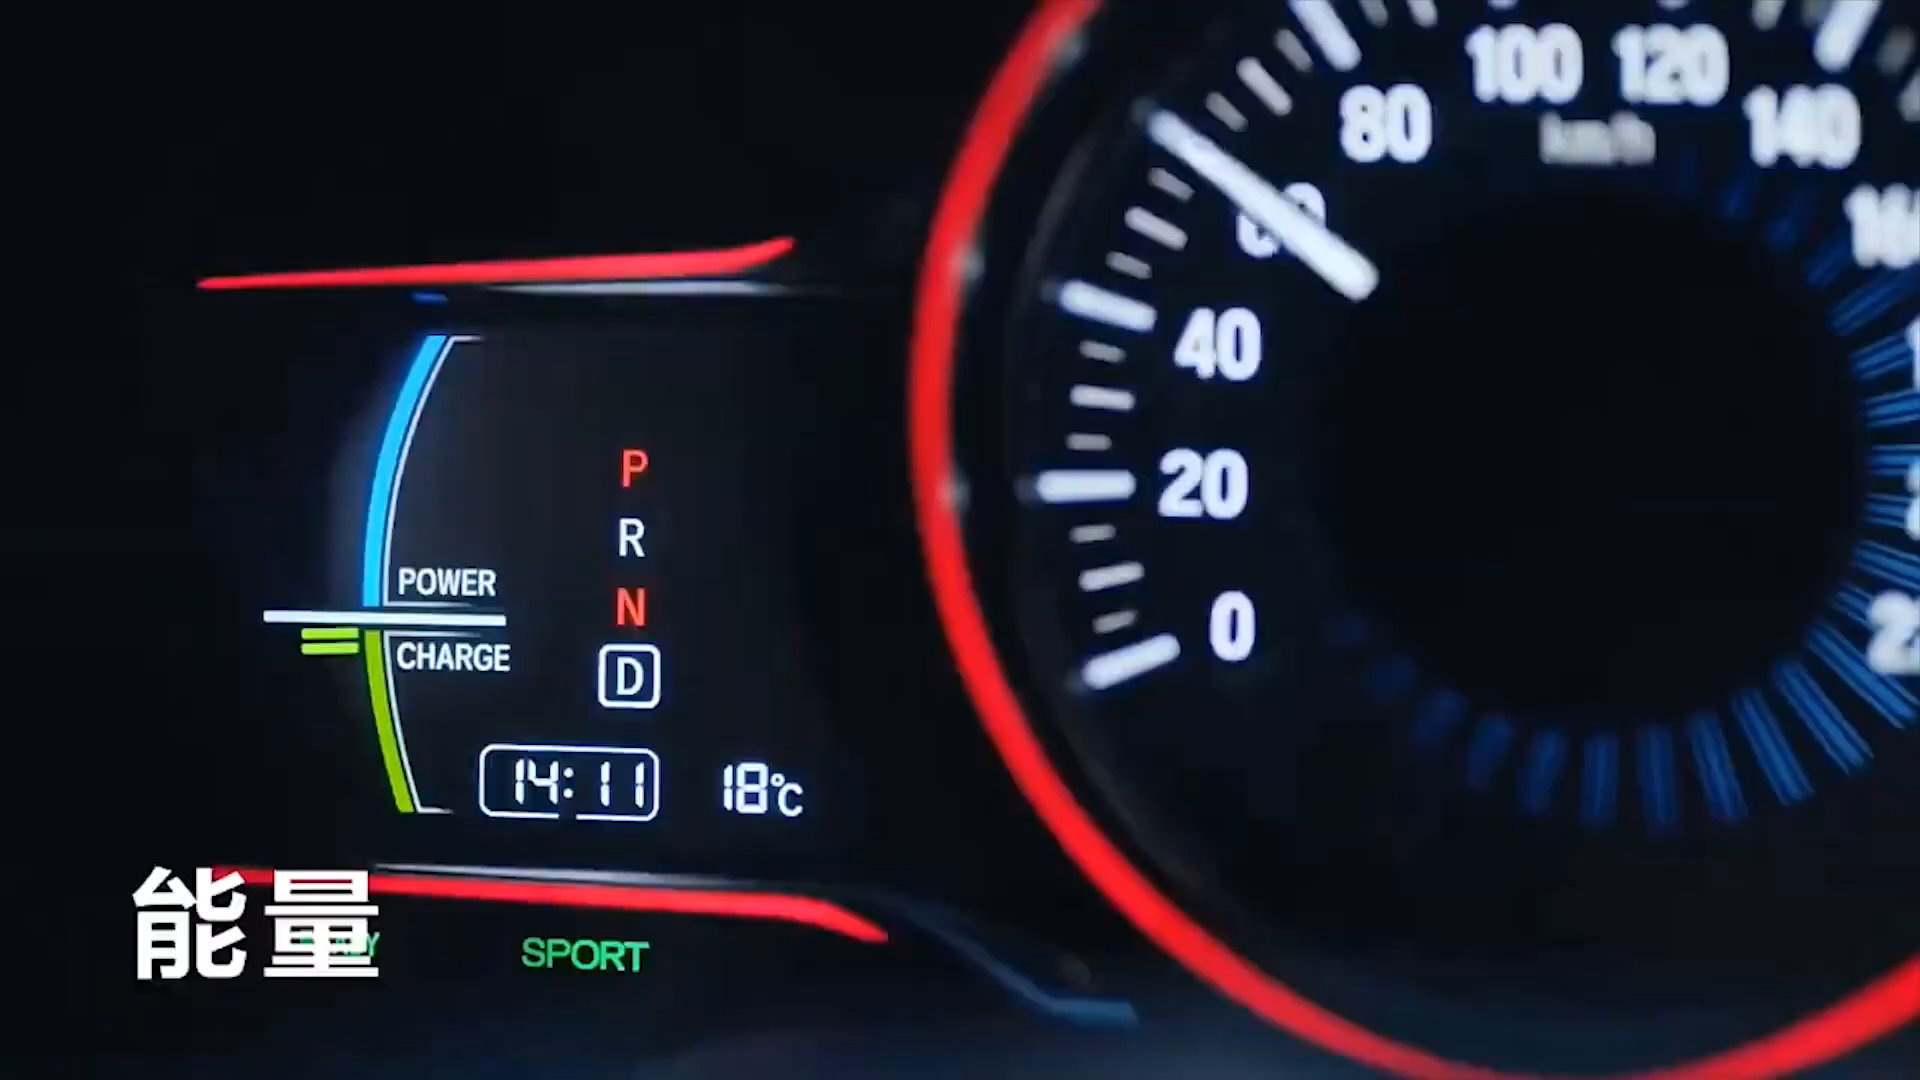 100 120
80
140
km/h
40
20
0
P
R
N
D
POWER
CHARGE
14:11
18℃
能量
SPORT